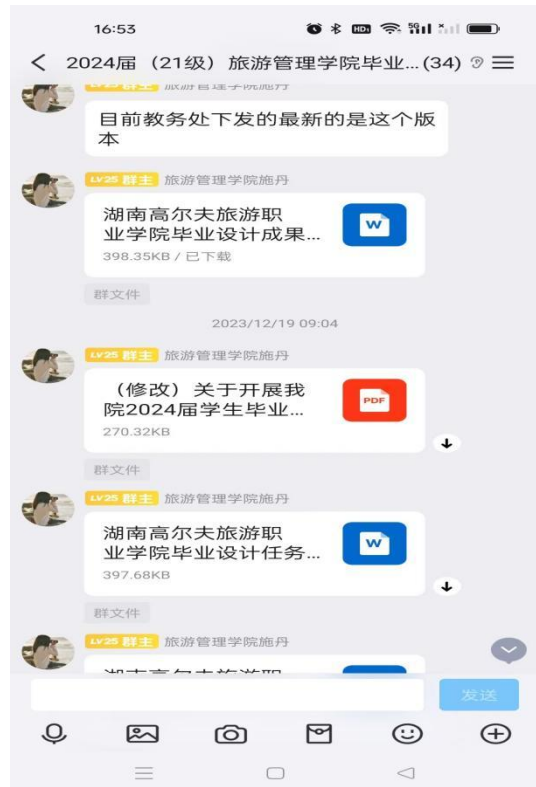 16:53
HD
5G
2024届（21级）旅游管理学院毕业...(34)
LV25 群主 旅游管理学院施丹
目前教务处下发的最新的是这个版
本
LV25 群主 旅游管理学院施丹
湖南高尔夫旅游职
业学院毕业设计成果...
W
398.35KB / 已下载
群文件
2023/12/19 09:04
LV25 群主 旅游管理学院施丹
（修改）关于开展我
院2024届学生毕业...
PDF
270.32KB
群文件
LV25 群主 旅游管理学院施丹
湖南高尔夫旅游职
业学院毕业设计任务...
W
397.68KB
群文件
LV25 群主 旅游管理学院施丹
发送